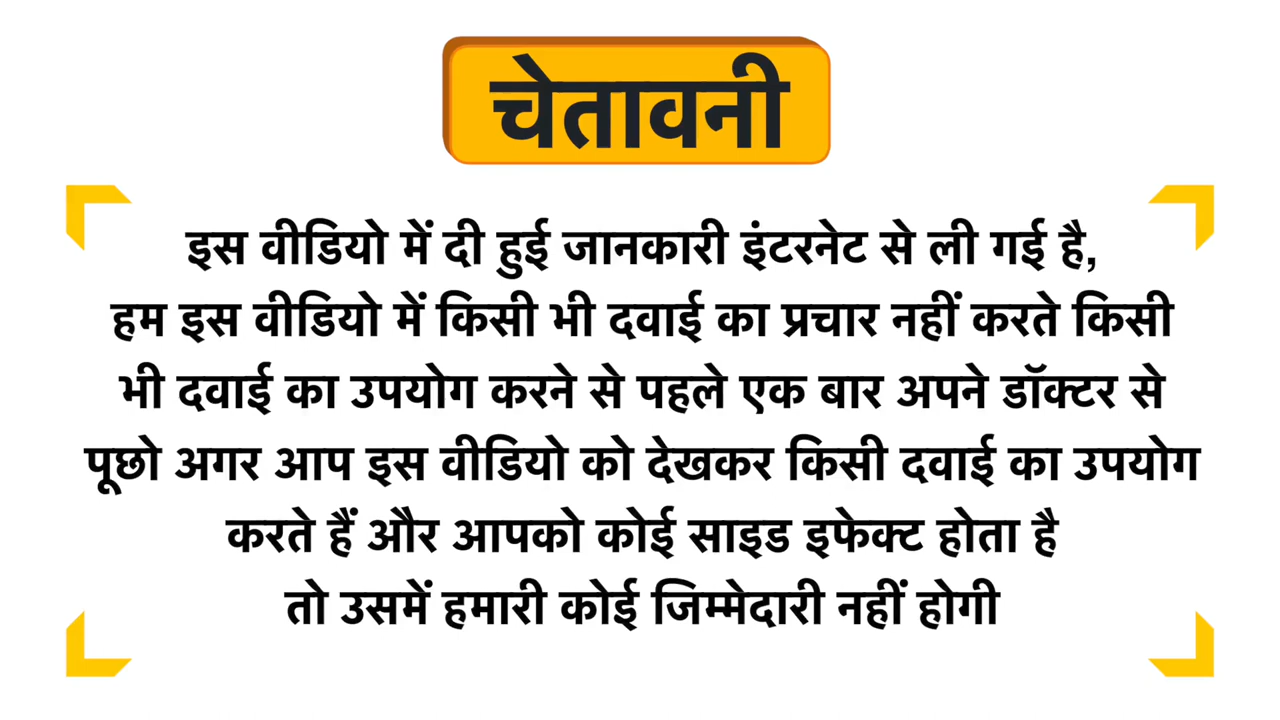 चेतावनी
इस वीडियो में दी हुई जानकारी इंटरनेट से ली गई है,
हम इस वीडियो में किसी भी दवाई का प्रचार नहीं करते किसी
भी दवाई का उपयोग करने से पहले एक बार अपने डॉक्टर से
पूछो अगर आप इस वीडियो को देखकर किसी दवाई का उपयोग
करते हैं और आपको कोई साइड इफेक्ट होता है
तो उसमें हमारी कोई जिम्मेदारी नहीं होगी